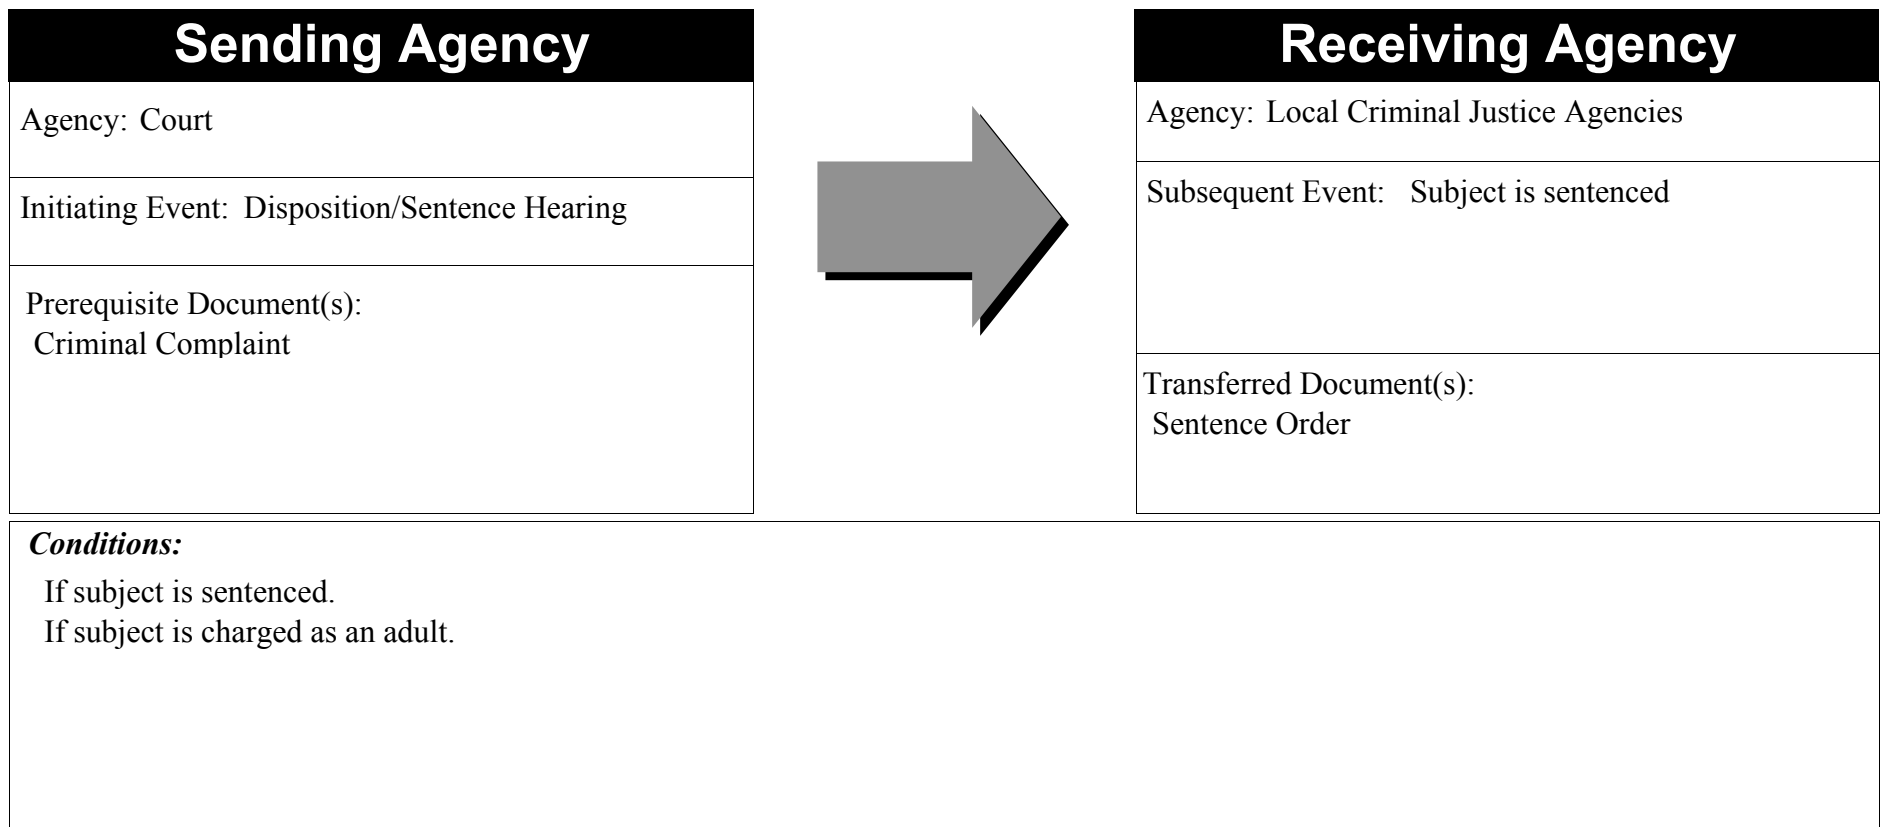 Sending Agency
Agency: Court
Initiating Event: Disposition/Sentence Hearing
Prerequisite Document(s):
Criminal Complaint
Receiving Agency
Agency: Local Criminal Justice Agencies
Subsequent Event: Subject is sentenced
Transferred Document(s):
Sentence Order
Conditions:
If subject is sentenced.
If subject is charged as an adult.